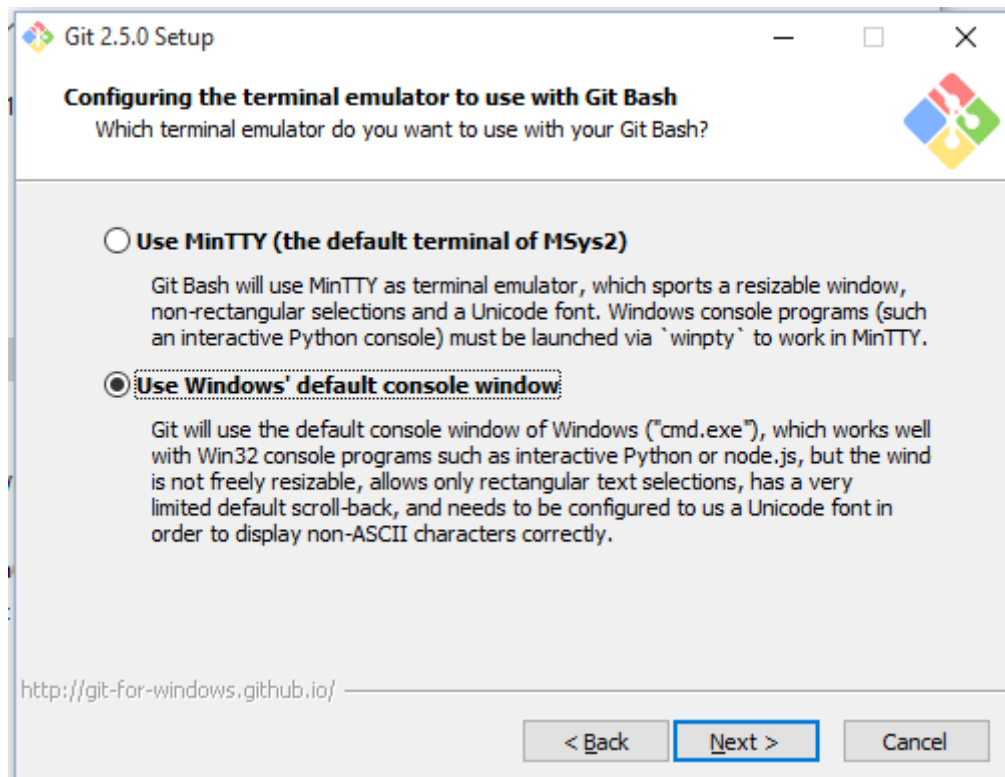 Git 2.5.0 Setup
Configuring the terminal emulator to use with Git Bash
Which terminal emulator do you want to use with your Git Bash?
Use MinTTY (the default terminal of MSys2)
Git Bash will use MinTTY as terminal emulator, which sports a resizable window,
non-rectangular selections and a Unicode font. Windows console programs (such
an interactive Python console) must be launched via `winpty` to work in MinTTY.
Use Windows' default console window
Git will use the default console window of Windows ("cmd.exe"), which works well
with Win32 console programs such as interactive Python or node.js, but the wind
is not freely resizable, allows only rectangular text selections, has a very
limited default scroll-back, and needs to be configured to us a Unicode font in
order to display non-ASCII characters correctly.
http://git-for-windows.github.io/
< Back Next > Cancel